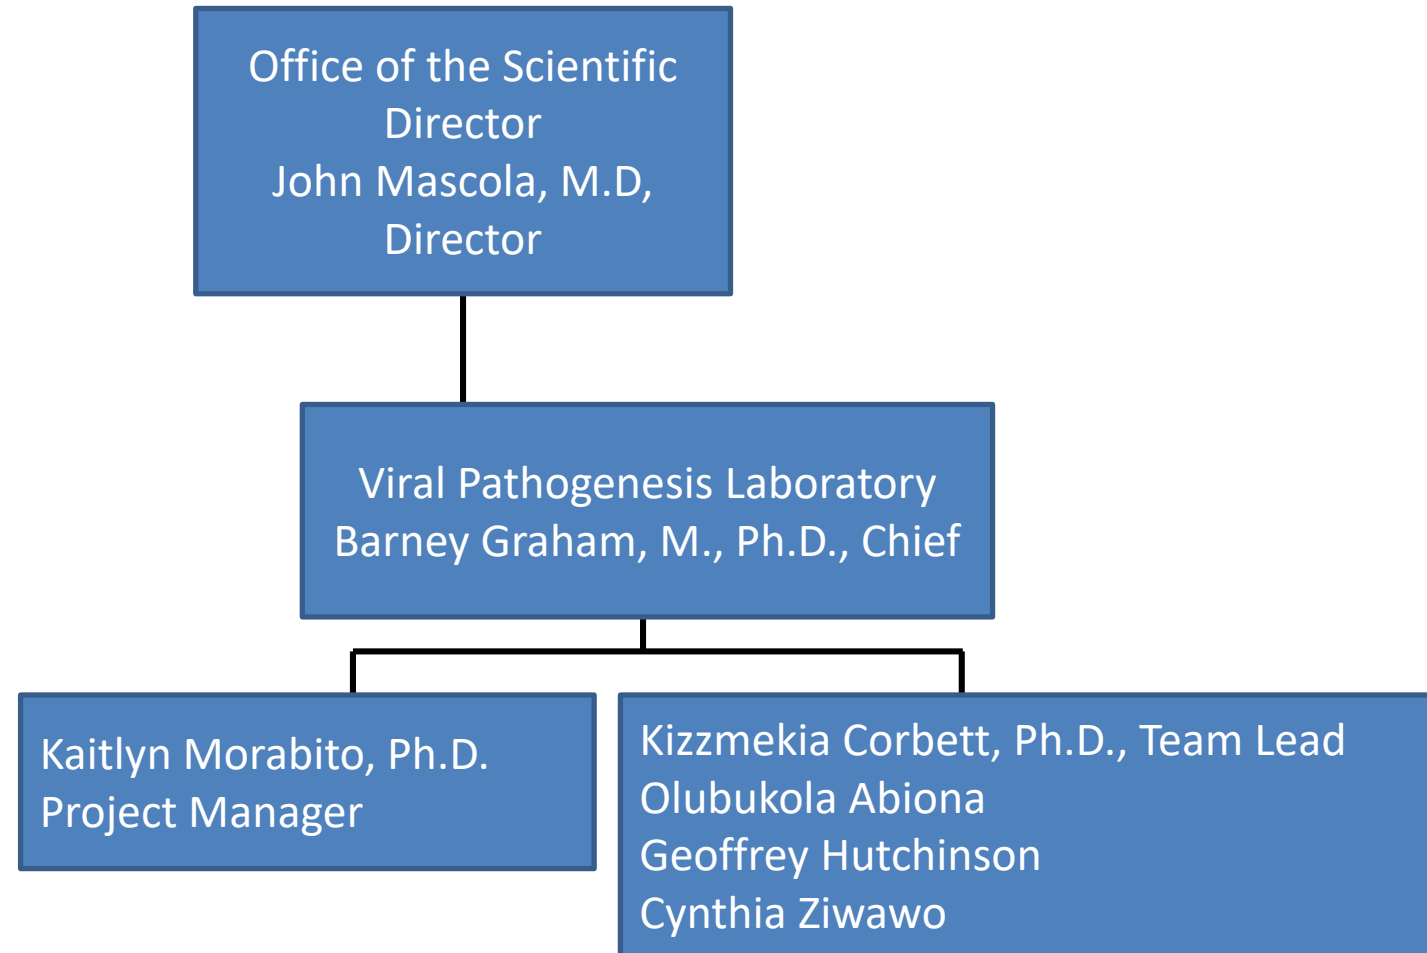 Office of the Scientific
Director
John Mascola, M.D,
Director
Viral Pathogenesis Laboratory
Barney Graham, M., Ph.D., Chief
Kaitlyn Morabito, Ph.D.
Project Manager
Kizzmekia Corbett, Ph.D., Team Lead
Olubukola Abiona
Geoffrey Hutchinson
Cynthia Ziwawo